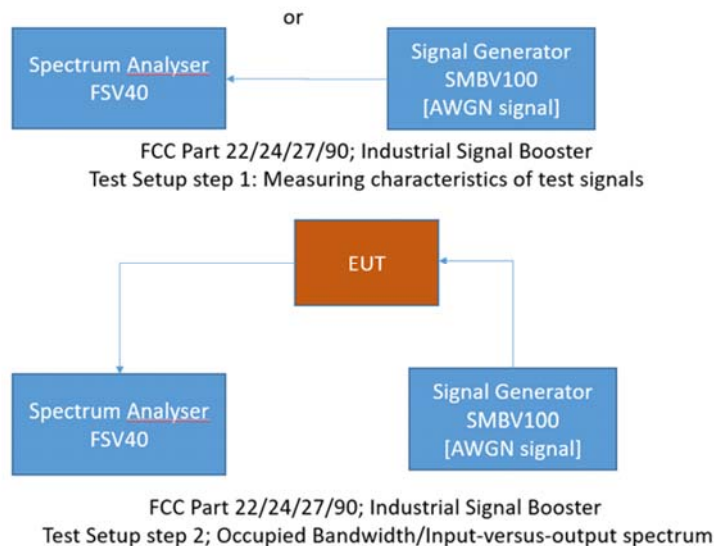 or
Spectrum Analyser
FSV40
Signal Generator
SMBV100
[AWGN signal]
FCC Part 22/24/27/90; Industrial Signal Booster
Test Setup step 1: Measuring characteristics of test signals
EUT
Spectrum Analyser
FSV40
Signal Generator
SMBV100
[AWGN signal]
FCC Part 22/24/27/90; Industrial Signal Booster
Test Setup step 2; Occupied Bandwidth/Input-versus-output spectrum